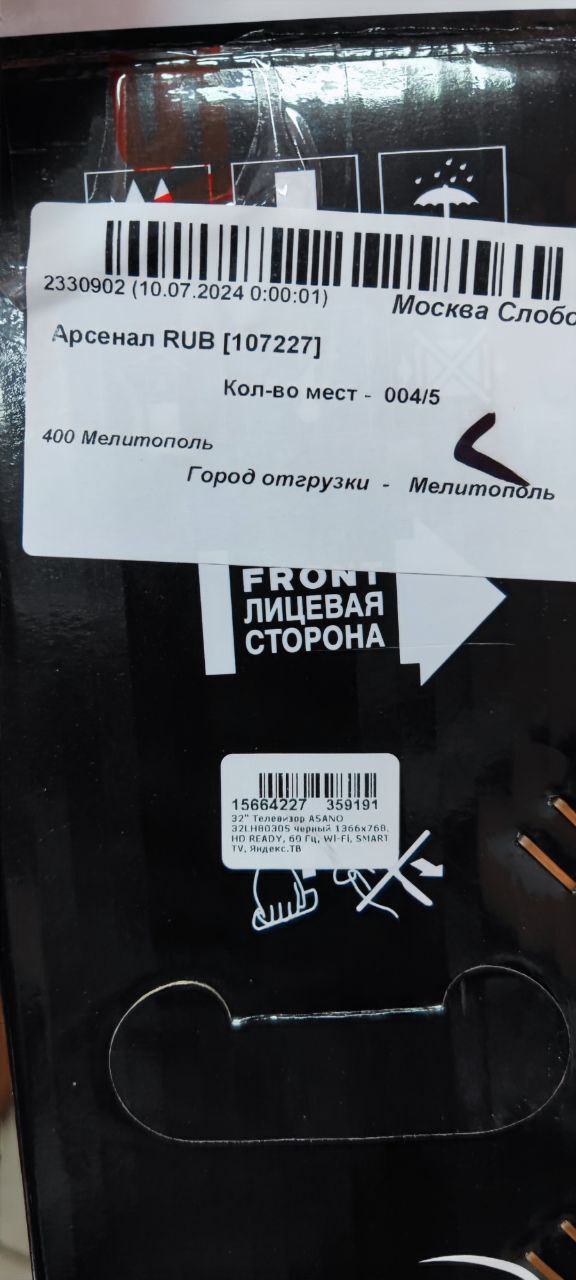 2330902 (10.07.2024 0:00:01)
Москва Слобо
Арсенал RUB [107227]
Кол-во мест - 004/5
400 Мелитополь
Город отгрузки - Мелитополь
FRONT
ЛИЦЕВАЯ
СТОРОНА
15664227 359191
32" Телевизор ASANO
32LH8030S черный 1366x768,
HD READY, 60 Гц, WI-FI, SMART
TV, Яндекс.ТВ